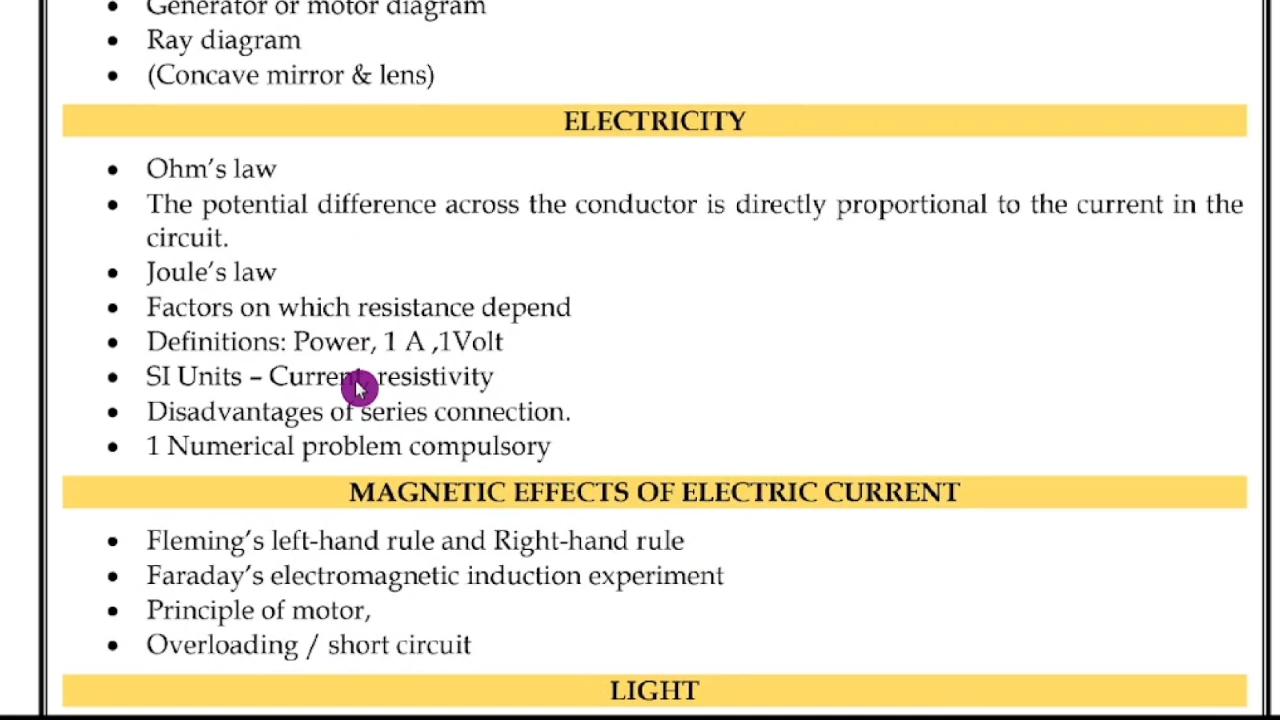 • Generator or motor diagram
• Ray diagram
• (Concave mirror & lens)
ELECTRICITY
• Ohm's law
• The potential difference across the conductor is directly proportional to the current in the
circuit.
• Joule's law
• Factors on which resistance depend
• Definitions: Power, 1 A ,1Volt
• SI Units – Current, resistivity
• Disadvantages of series connection.
• 1 Numerical problem compulsory
MAGNETIC EFFECTS OF ELECTRIC CURRENT
• Fleming's left-hand rule and Right-hand rule
• Faraday's electromagnetic induction experiment
• Principle of motor,
• Overloading / short circuit
LIGHT